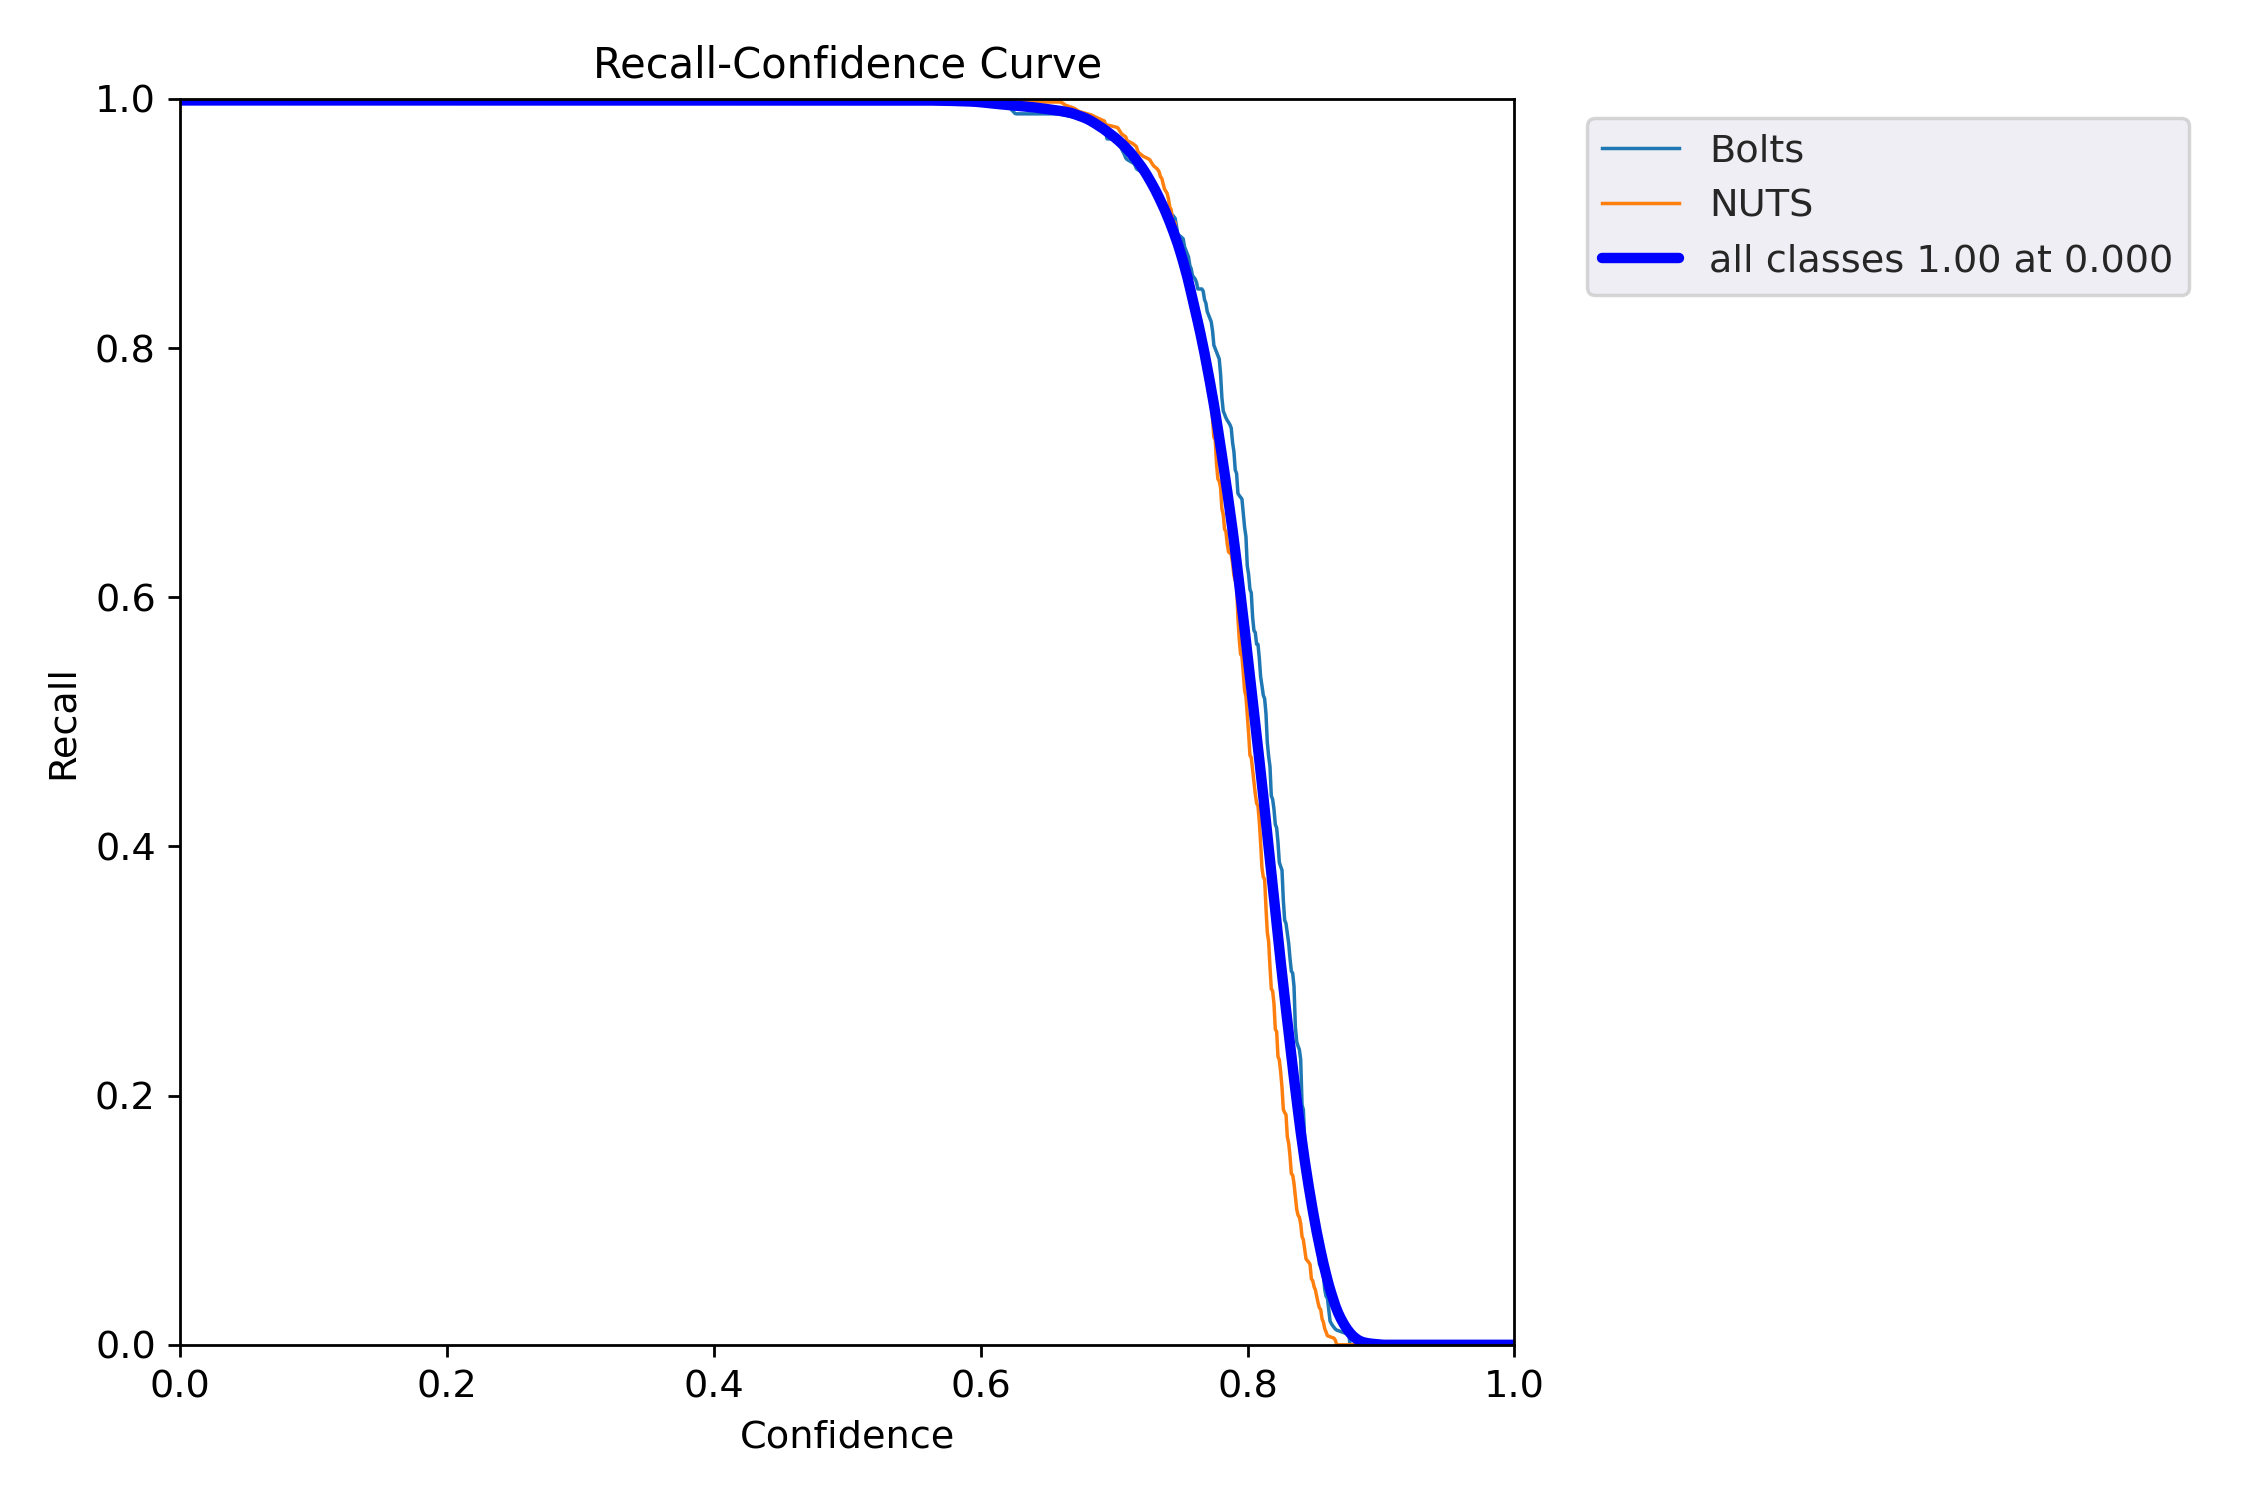 Recall-Confidence Curve
1.0
0.8
0.6
0.4
0.2
0.0
Recall
0.0 0.2 0.4 0.6 0.8 1.0
Confidence
Bolts
NUTS
all classes 1.00 at 0.000